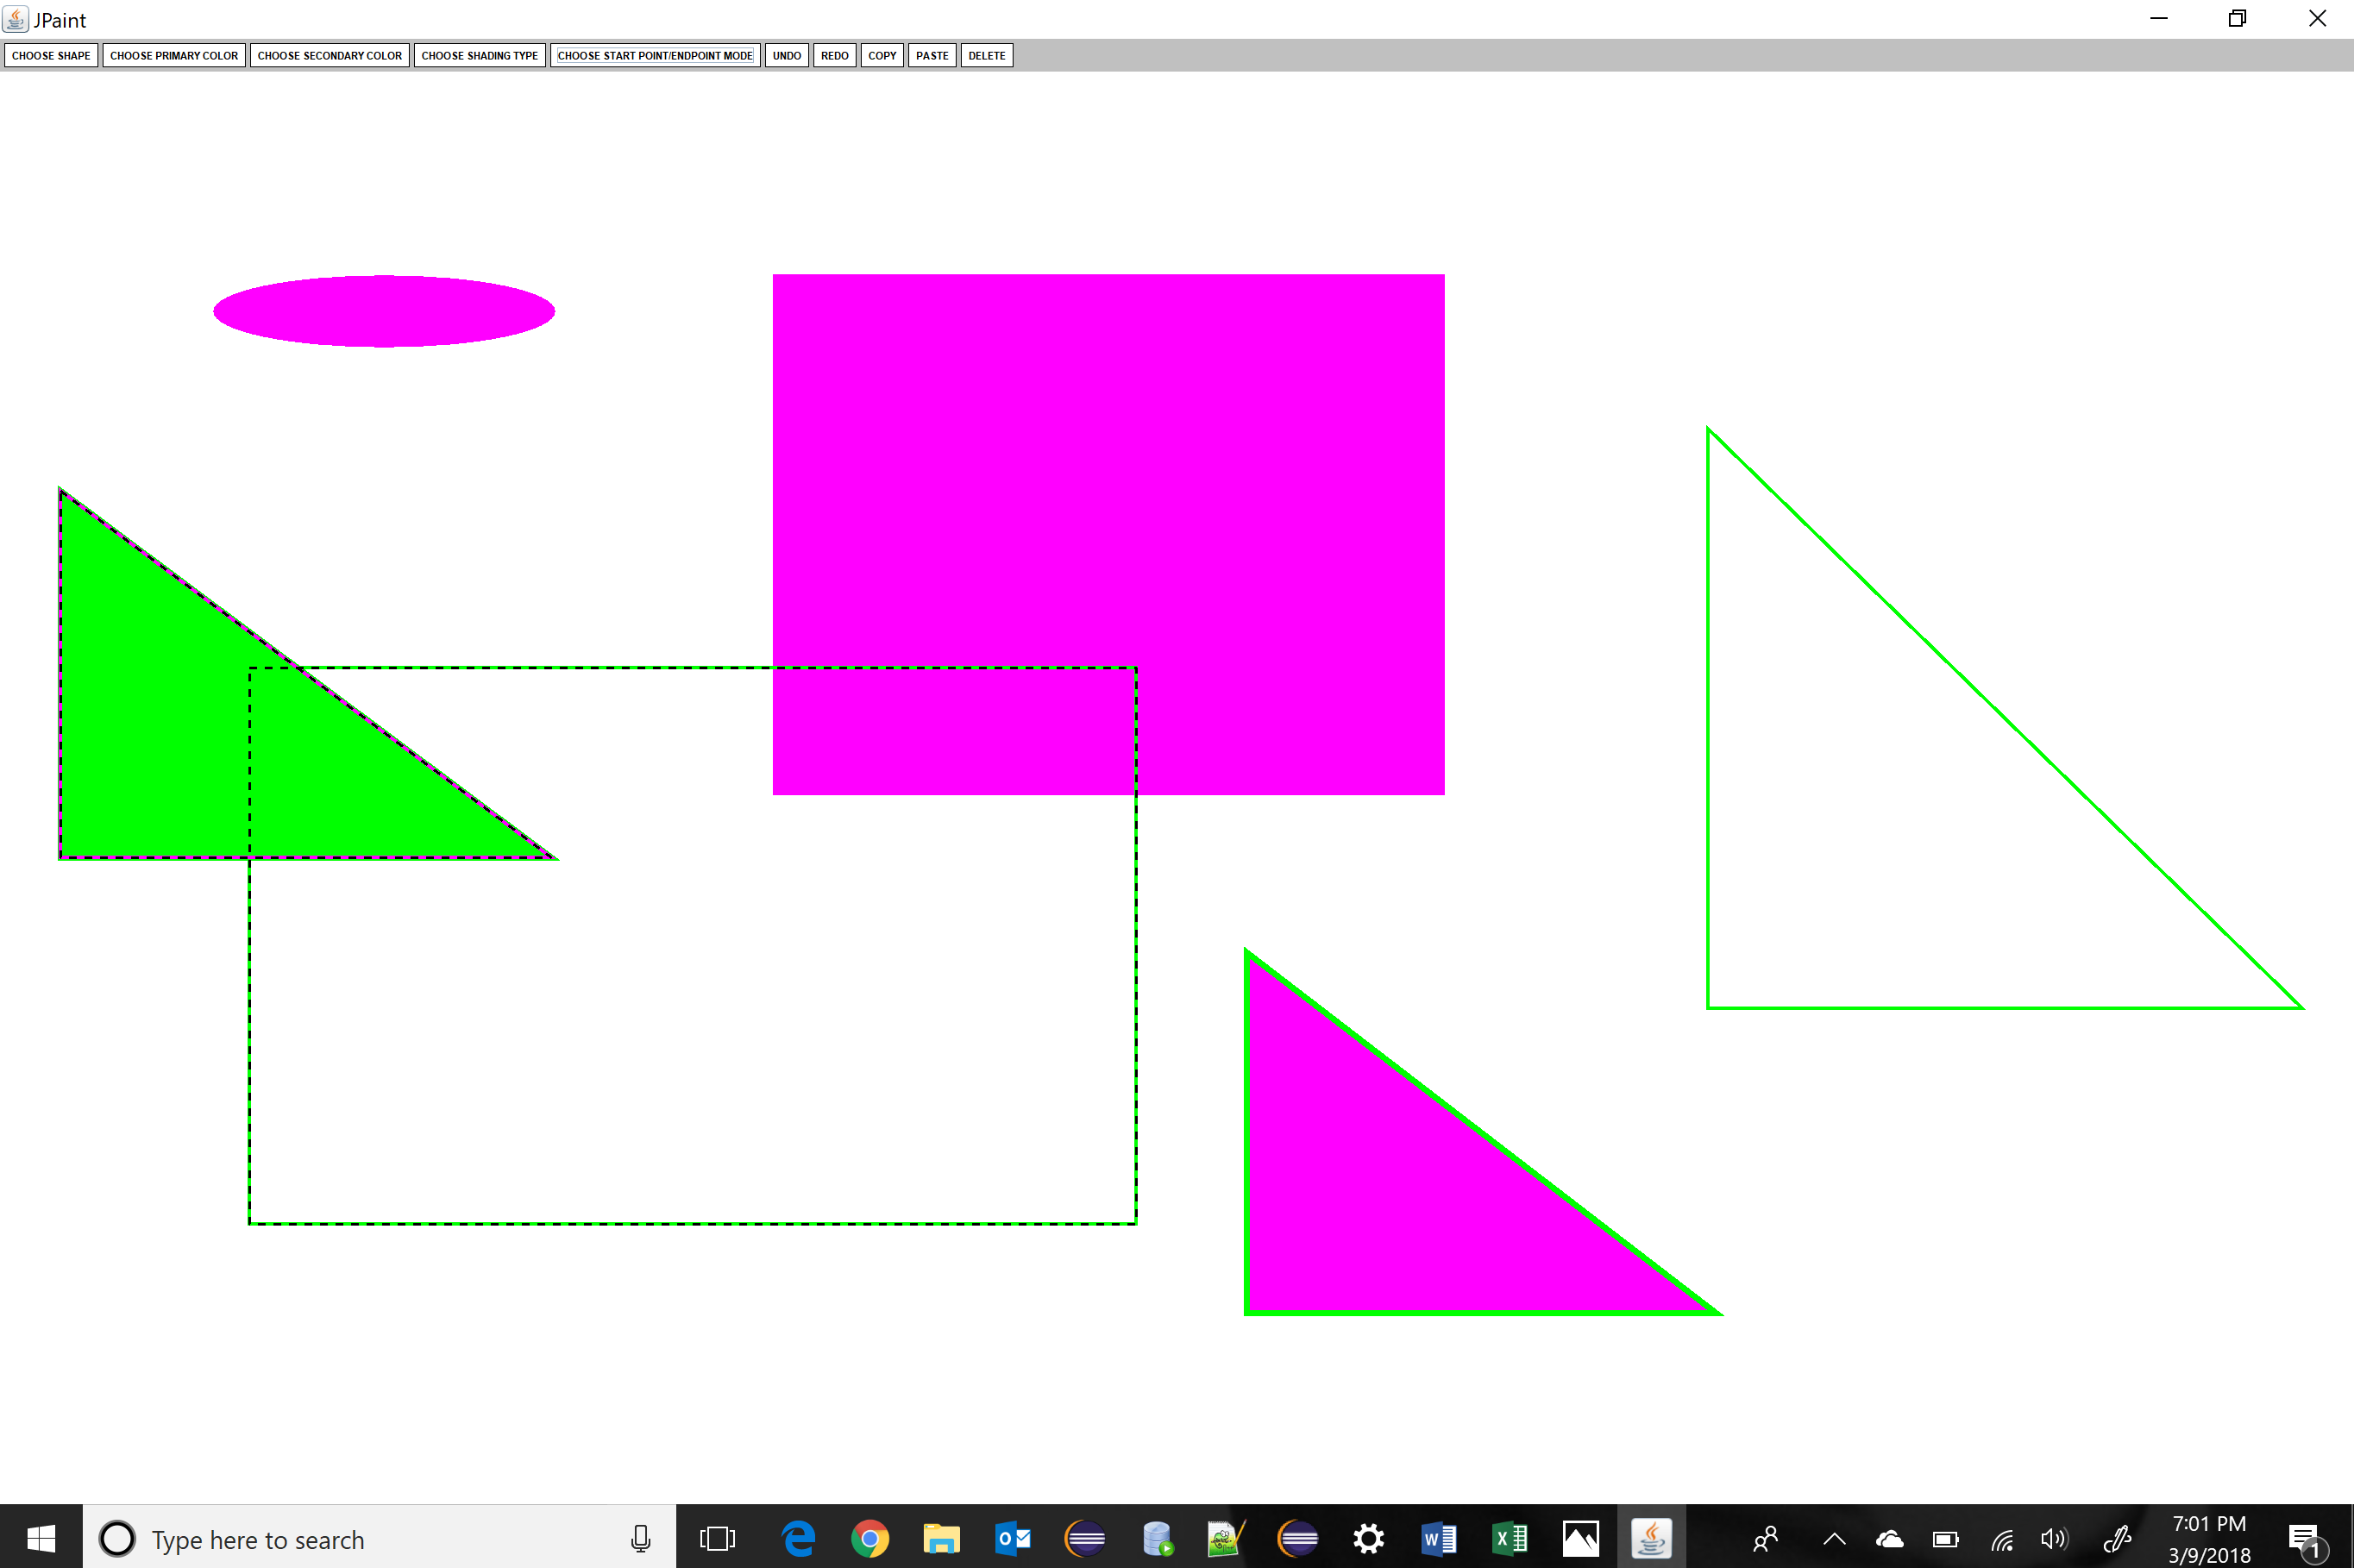 JPaint
CHOOSE SHAPE CHOOSE PRIMARY COLOR CHOOSE SECONDARY COLOR CHOOSE SHADING TYPE CHOOSE START POINT/ENDPOINT MODE UNDO REDO COPY PASTE DELETE
Type here to search
7:01 PM
3/9/2018
1